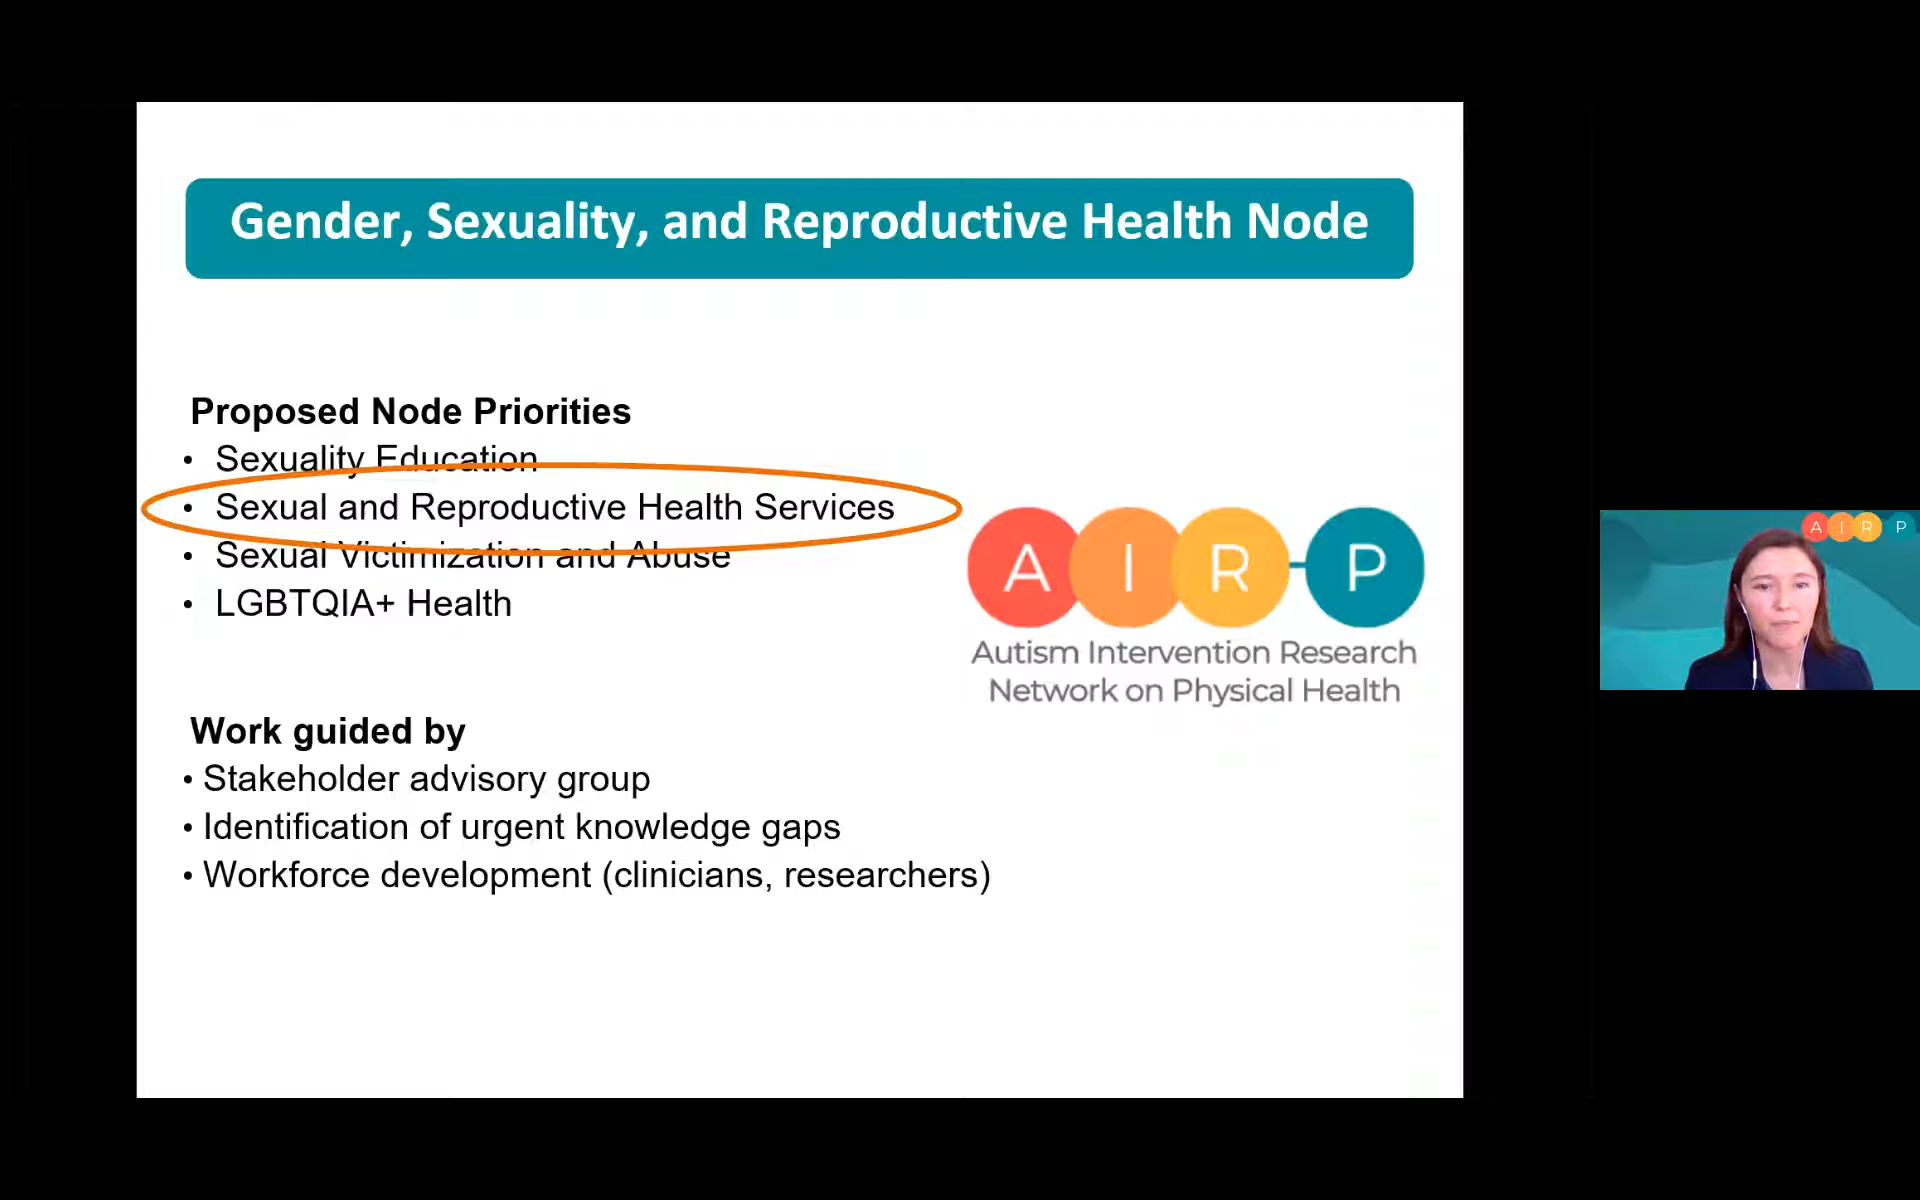 Gender, Sexuality, and Reproductive Health Node
Proposed Node Priorities
• Sexuality Education
• Sexual and Reproductive Health Services
• Sexual Victimization and Abuse
• LGBTQIA+ Health
A I R - P
Autism Intervention Research
Network on Physical Health
Work guided by
• Stakeholder advisory group
• Identification of urgent knowledge gaps
• Workforce development (clinicians, researchers)
A I R P